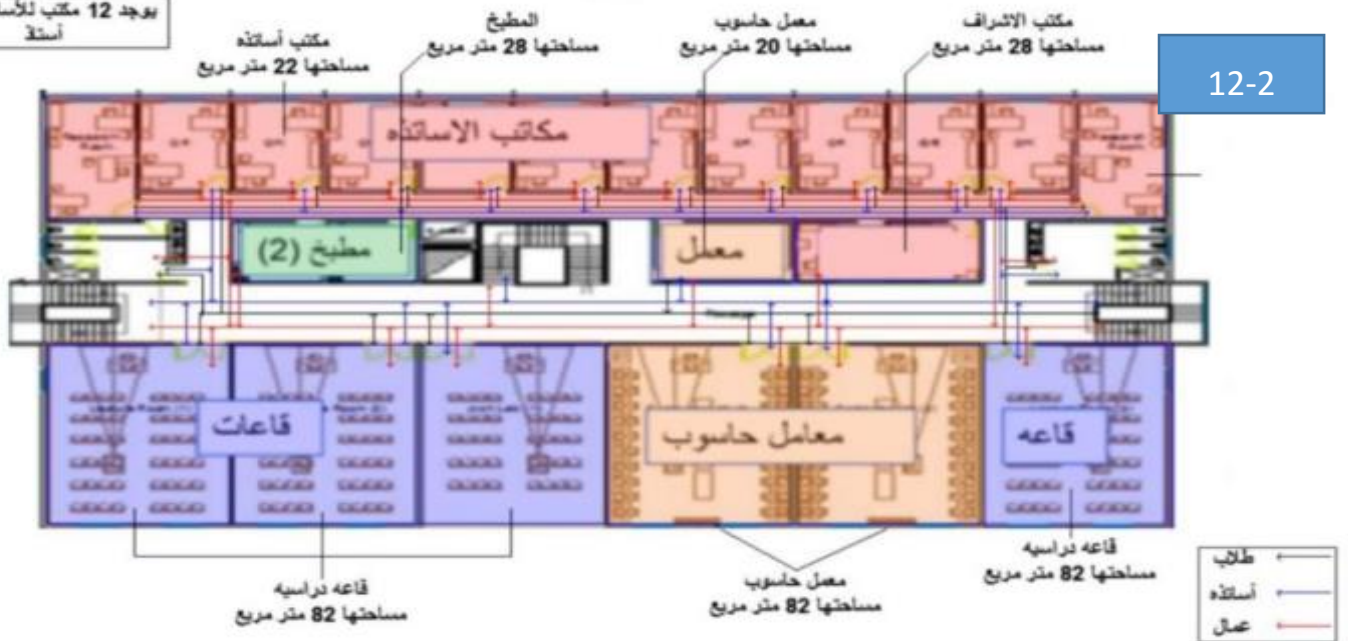 يوجد 12 مكتب للأسا
أستاذ
مكتب أساتذه
مساحتها 22 متر مربع
المطبخ
مساحتها 28 متر مربع
معمل حاسوب
مساحتها 20 متر مربع
مكتب الاشراف
مساحتها 28 متر مربع
12-2
مكاتب الاساتذه
مطبخ (2)
معمل
قاعات
معامل حاسوب
قاعه
قاعه دراسيه
مساحتها 82 متر مربع
معمل حاسوب
مساحتها 82 متر مربع
قاعه دراسيه
مساحتها 82 متر مربع
طلاب
أساتذه
عمال